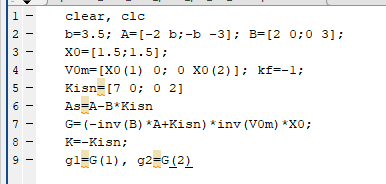 1 - clear, clc
2 - b=3.5; A=[-2 b;-b -3]; B=[2 0;0 3];
3 - X0=[1.5;1.5];
4 - V0m=[X0(1) 0; 0 X0(2)]; kf=-1;
5 - Kisn=[7 0; 0 2]
6 - As=A-B*Kisn
7 - G=(-inv(B)*A+Kisn)*inv(V0m)*X0;
8 - K=-Kisn;
9 - g1=G(1), g2=G(2)